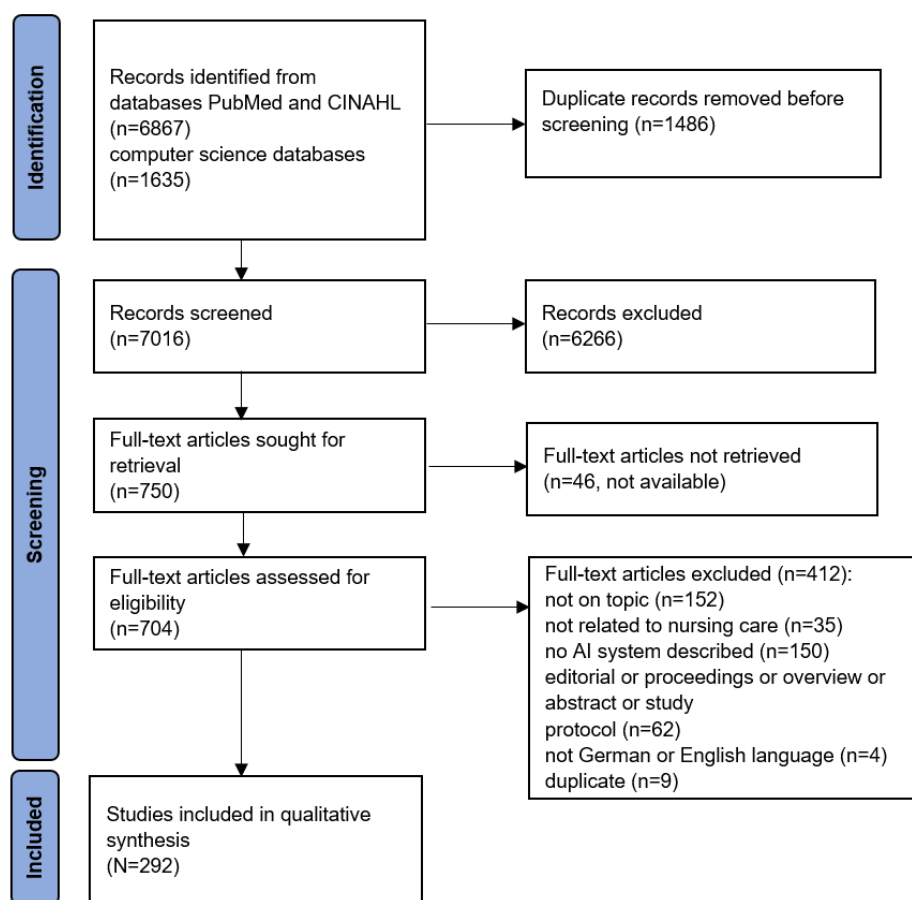 Identification
Records identified from
databases PubMed and CINAHL
(n=6867)
computer science databases
(n=1635)
Duplicate records removed before
screening (n=1486)
Screening
Records screened
(n=7016)
Records excluded
(n=6266)
Full-text articles sought for
retrieval
(n=750)
Full-text articles not retrieved
(n=46, not available)
Full-text articles assessed for
eligibility
(n=704)
Full-text articles excluded (n=412):
not on topic (n=152)
not related to nursing care (n=35)
no AI system described (n=150)
editorial or proceedings or overview or
abstract or study
protocol (n=62)
not German or English language (n=4)
duplicate (n=9)
Included
Studies included in qualitative
synthesis
(N=292)